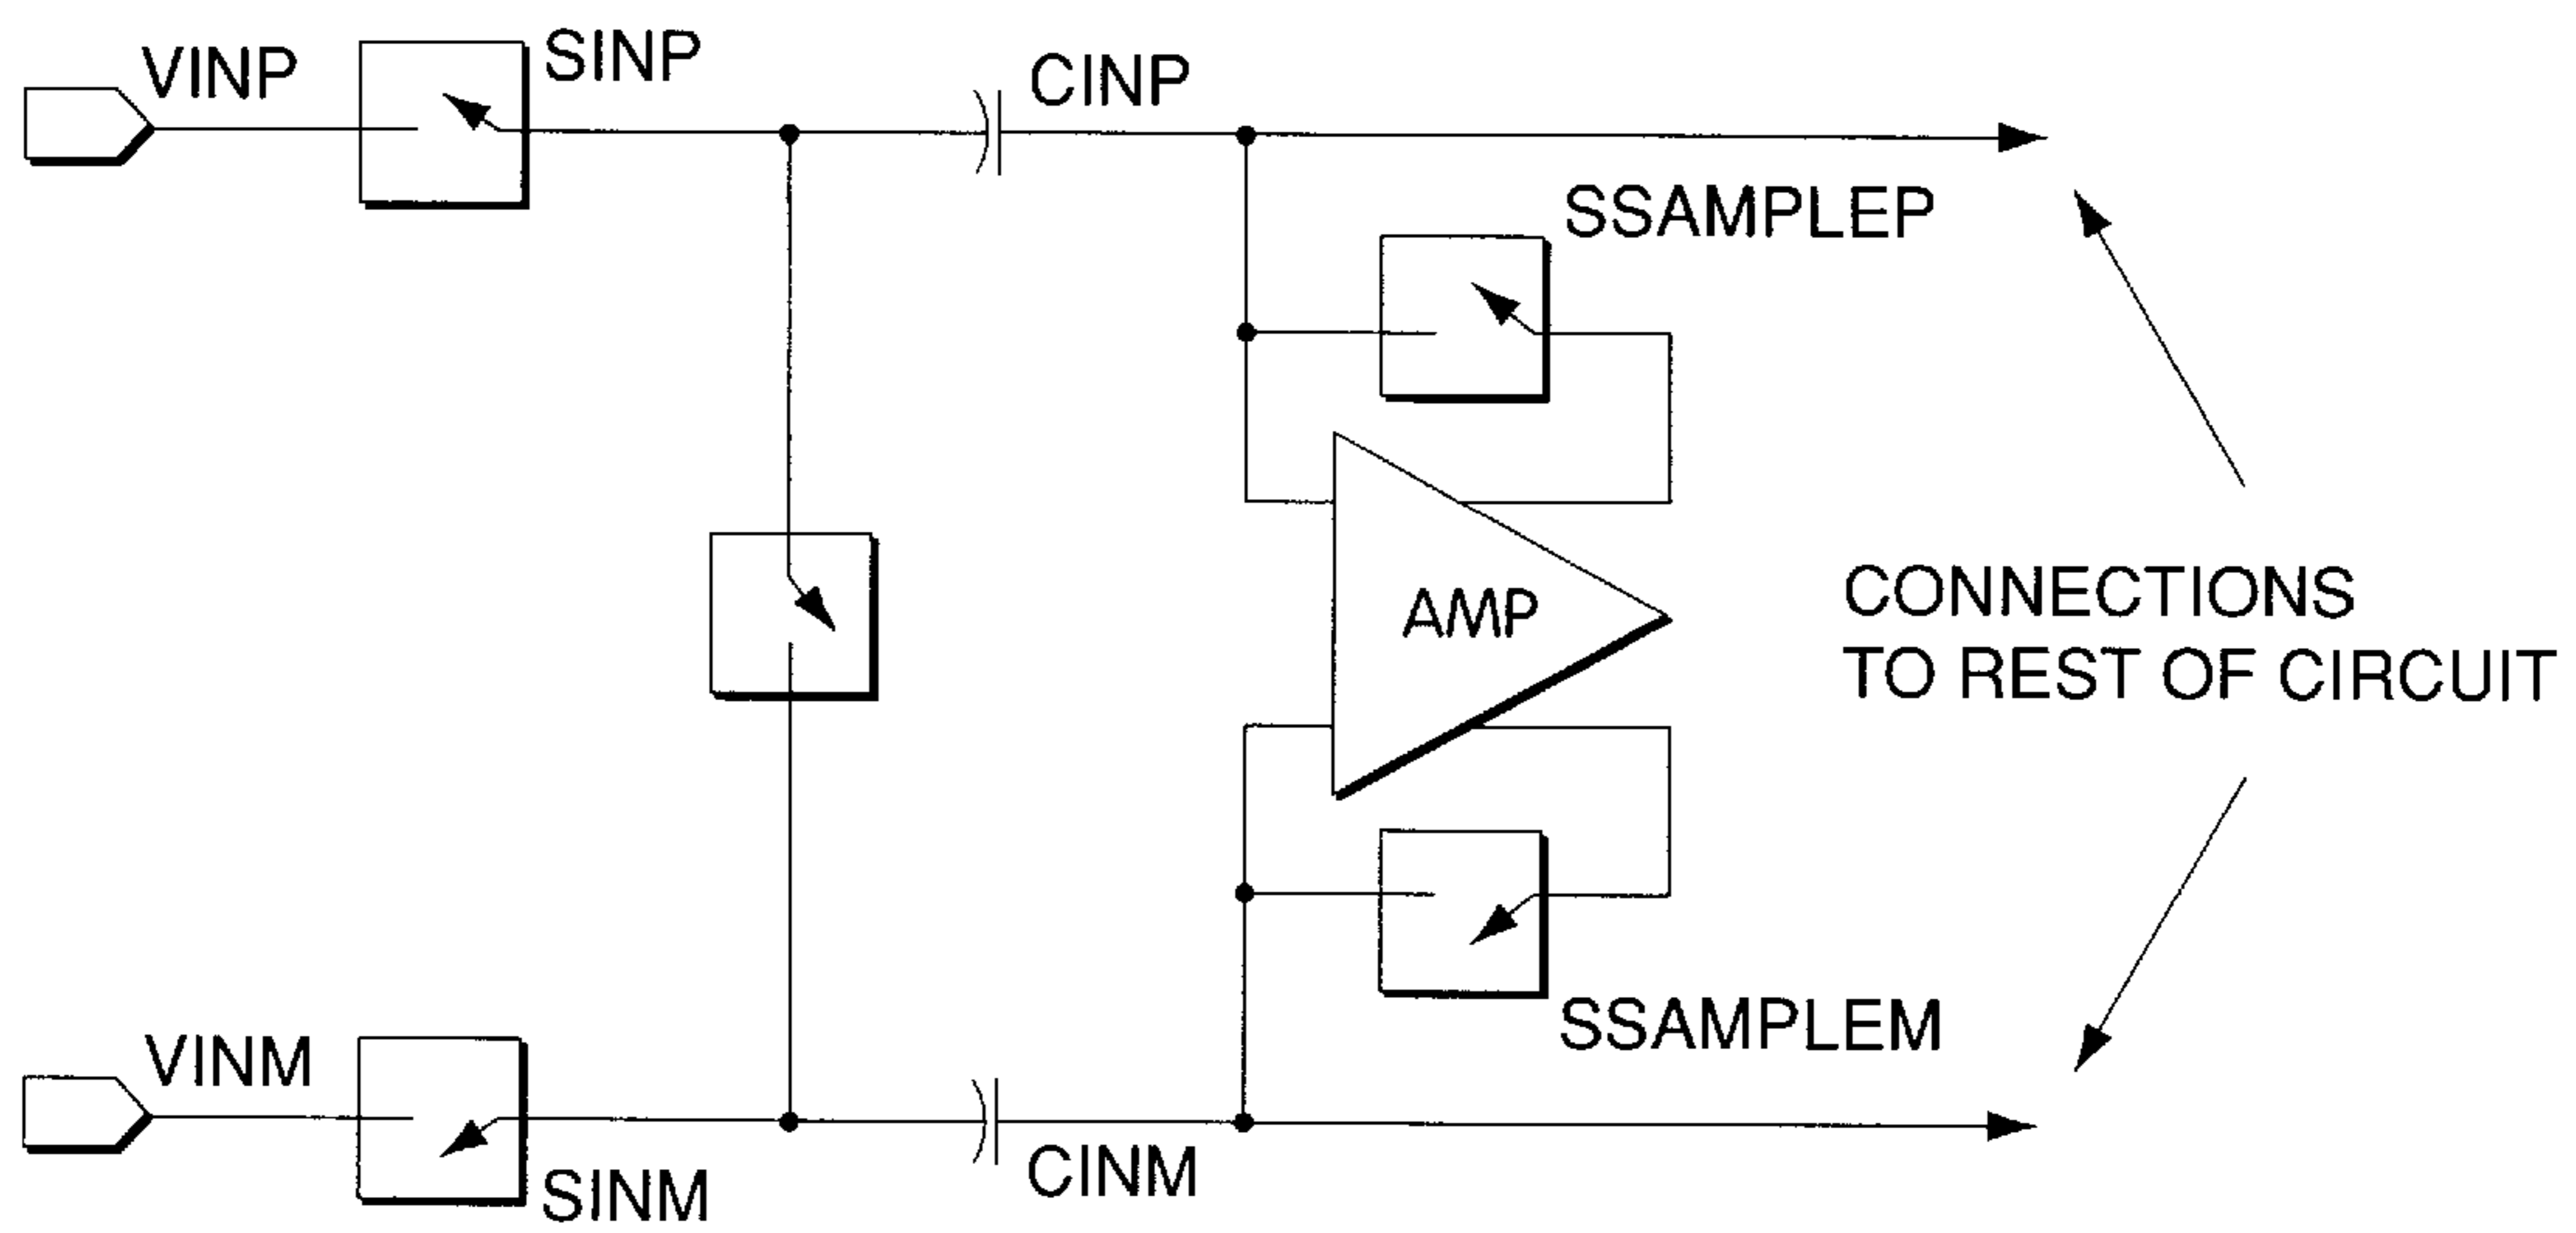 VINP
SINP
CINP
SSAMPLEP
AMP
CONNECTIONS
TO REST OF CIRCUIT
SSAMPLEM
VINM
SINM
CINM